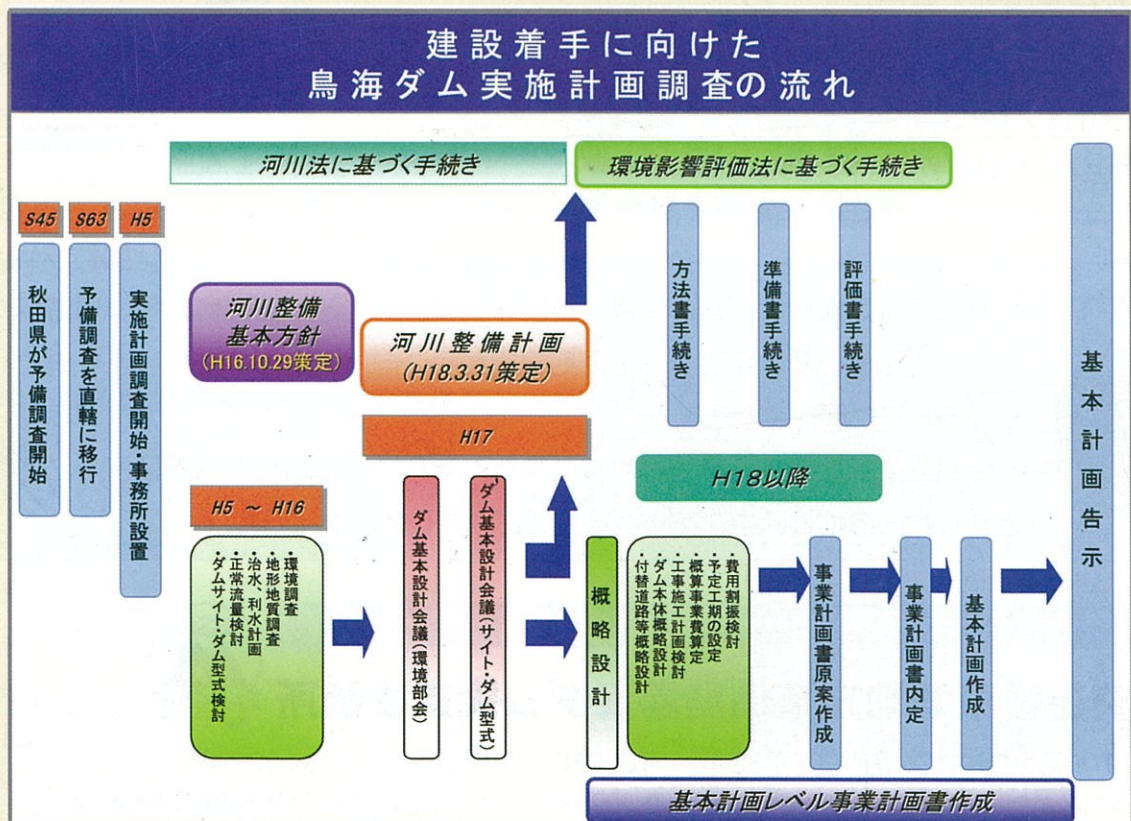 建設着手に向けた
鳥海ダム実施計画調査の流れ
河川法に基づく手続き
環境影響評価法に基づく手続き
S45
秋田県が予備調査開始
S63
予備調査を直轄に移行
H5
実施計画調査開始・事務所設置
河川整備
基本方針
(H16.10.29策定)
河川整備計画
(H18.3.31策定)
H17
方法書手続き
準備書手続き
評価書手続き
基本計画告示
H18以降
H5 ～ H16
・環境調査
・地形地質調査
・治水、利水計画
・正常流量検討
・ダムサイト・ダム型式検討
ダム基本設計会議(環境部会)
ダム基本設計会議(サイト・ダム型式)
概略設計
・費用割振検討
・予定工期の設定
・概算事業費算定
・工事施工計画検討
・ダム本体概略設計
・付替道路等概略設計
事業計画書原案作成
事業計画書内定
基本計画作成
基本計画レベル事業計画書作成